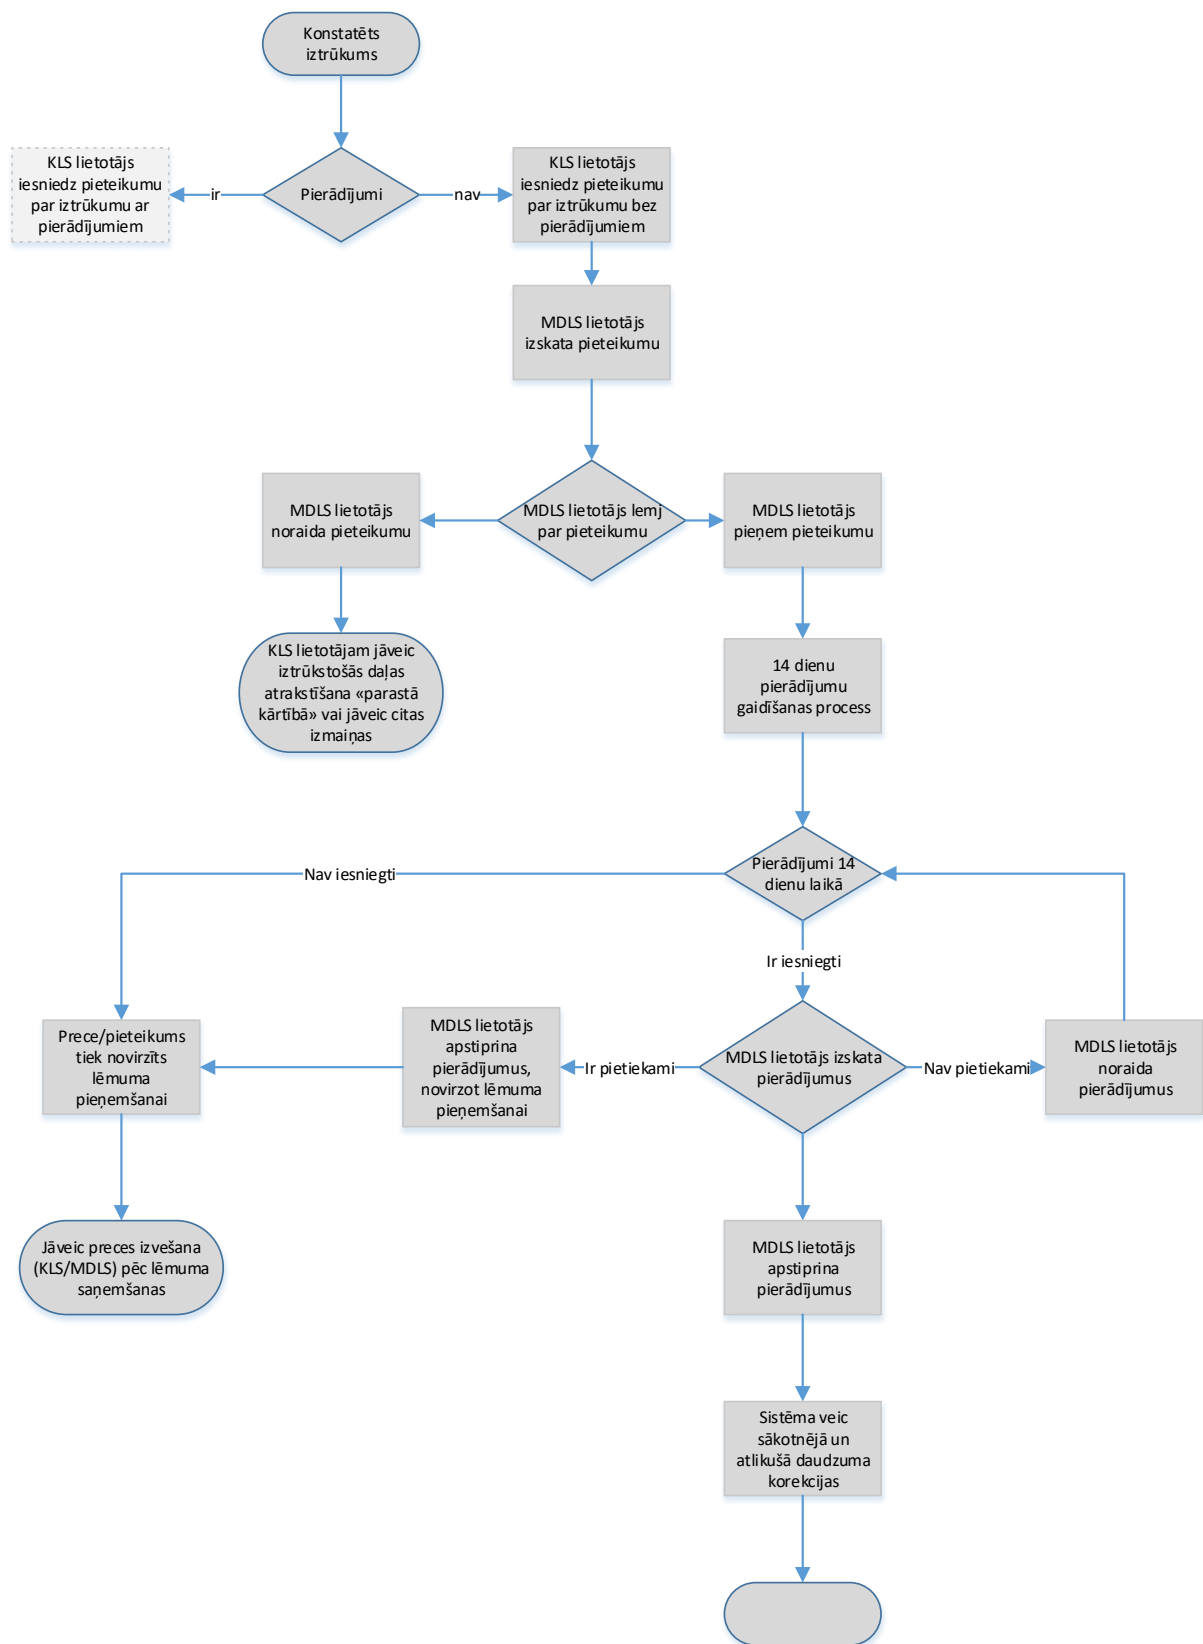 Konstatēts
iztrūkums
KLS lietotājs
iesniedz pieteikumu
par iztrūkumu ar
pierādījumiem
ir
Pierādījumi
nav
KLS lietotājs
iesniedz pieteikumu
par iztrūkumu bez
pierādījumiem
MDLS lietotājs
izskata pieteikumu
MDLS lietotājs
noraida pieteikumu
MDLS lietotājs lemj
par pieteikumu
MDLS lietotājs
pieņem pieteikumu
KLS lietotājam jāveic
iztrūkstošās daļas
atrakstīšana «parastā
kārtībā» vai jāveic citas
izmaiņas
14 dienu
pierādījumu
gaidīšanas process
Nav iesniegti
Pierādījumi 14
dienu laikā
Ir iesniegti
Prece/pieteikums
tiek novirzīts
lēmuma
pieņemšanai
MDLS lietotājs
apstiprina
pierādījumus,
novirzot lēmuma
pieņemšanai
Ir pietiekami
MDLS lietotājs izskata
pierādījumus
Nav pietiekami
MDLS lietotājs
noraida
pierādījumus
Jāveic preces izvešana
(KLS/MDLS) pēc lēmuma
saņemšanas
MDLS lietotājs
apstiprina
pierādījumus
Sistēma veic
sākotnējā un
atlikušā daudzuma
korekcijas